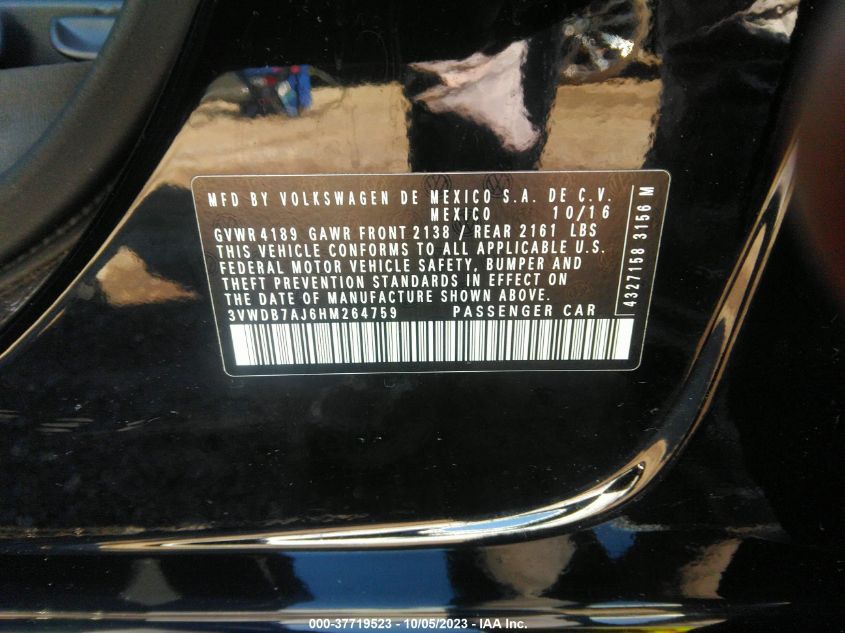 MFD BY VOLKSWAGEN DE MEXICO S.A. DE C.V.
MEXICO 10/16
GVWR 4189 GAWR FRONT 2138 / REAR 2161 LBS
THIS VEHICLE CONFORMS TO ALL APPLICABLE U.S.
FEDERAL MOTOR VEHICLE SAFETY, BUMPER AND
THEFT PREVENTION STANDARDS IN EFFECT ON
THE DATE OF MANUFACTURE SHOWN ABOVE.
3VWDB7AJ6HM264759 PASSENGER CAR
4327158 3156 M
000-37719523 - 10/05/2023 - IAA Inc.